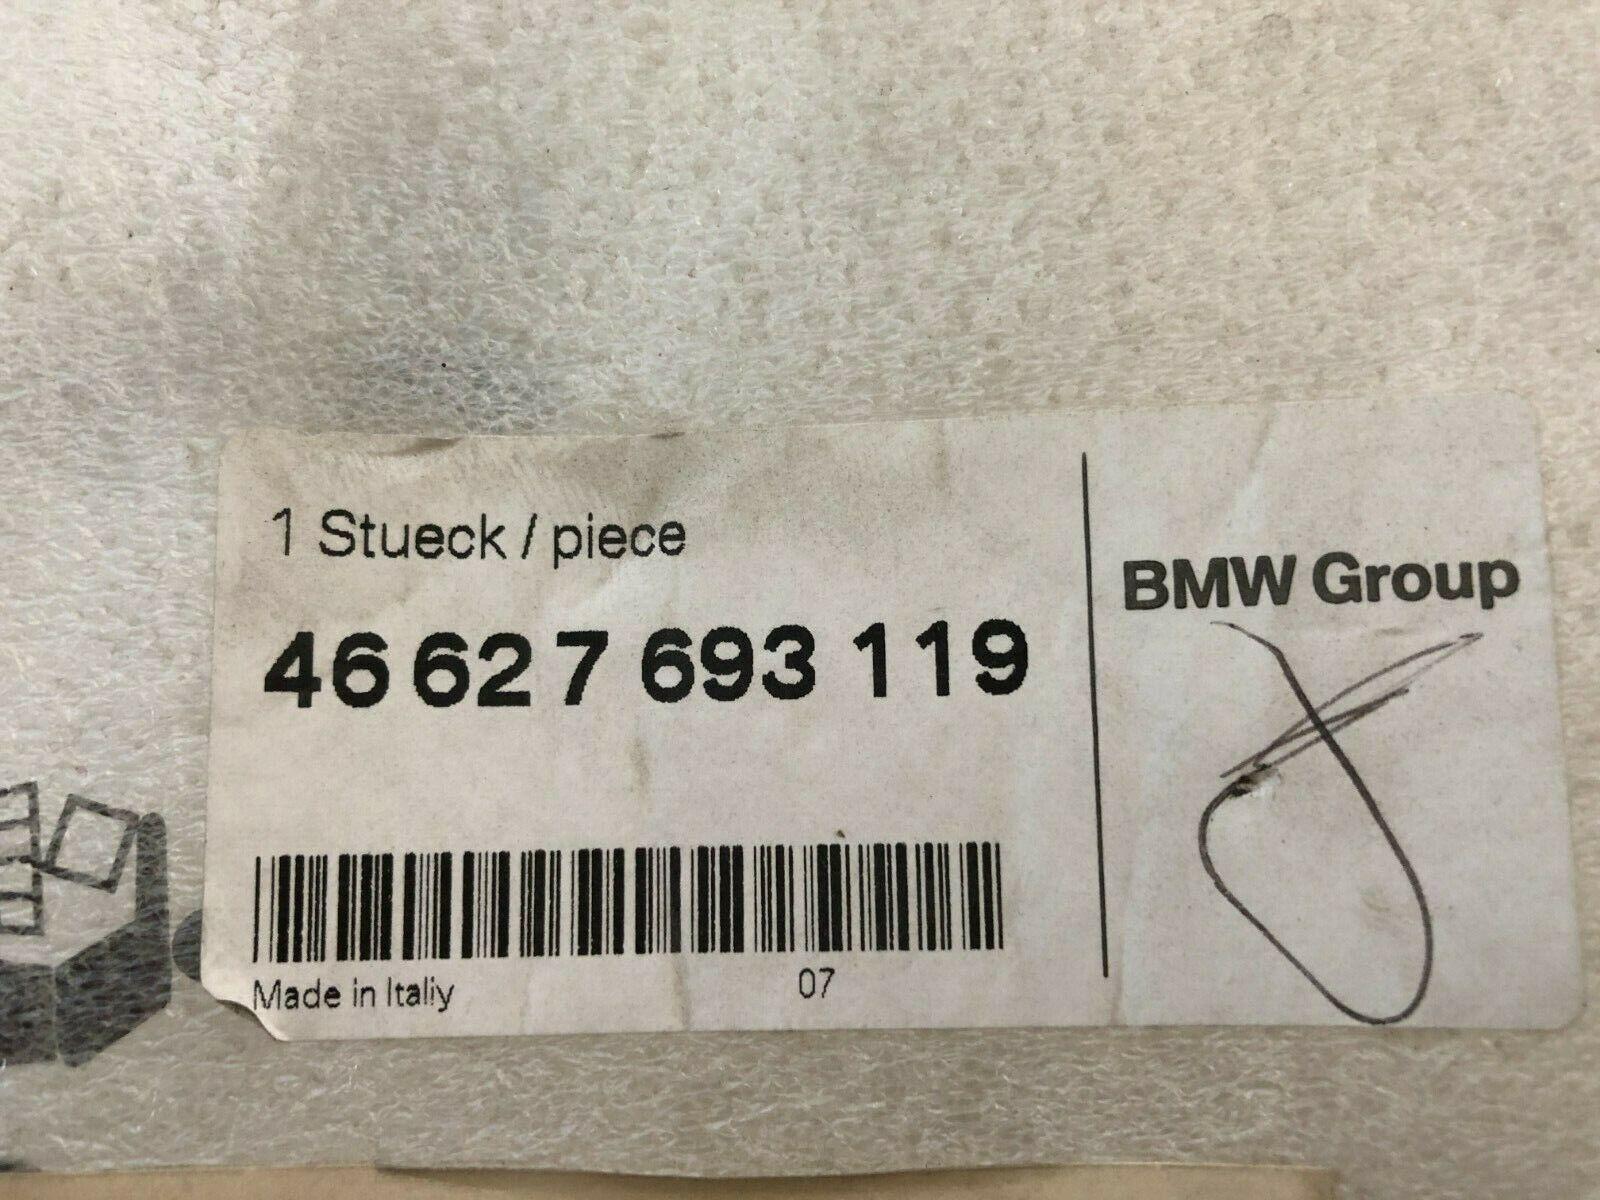 1 Stueck / piece
46 62 7 693 119
BMW Group
Made in Italiy
07